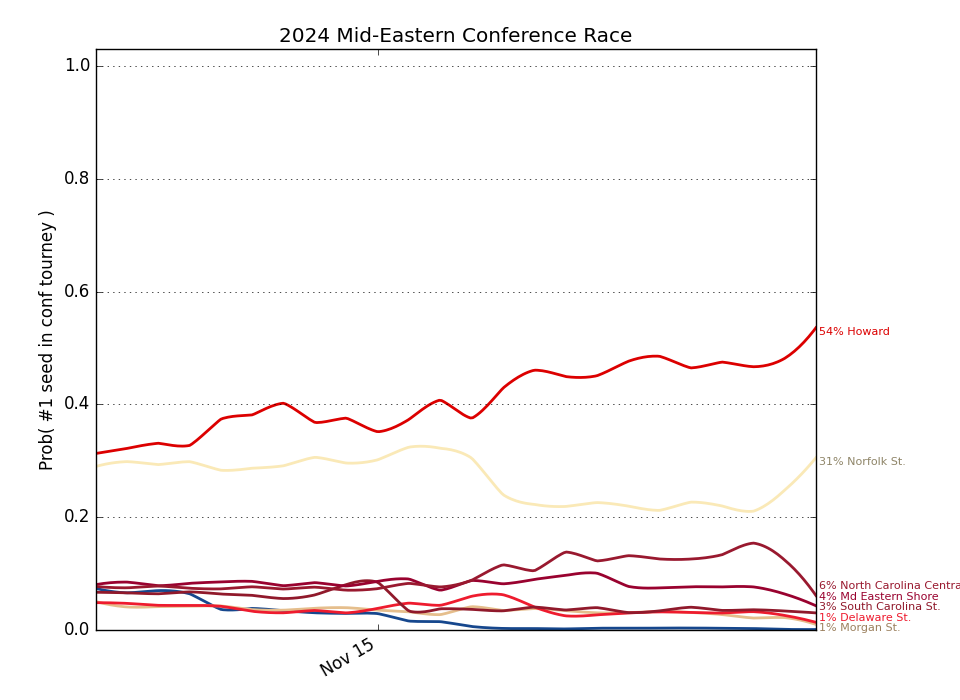 2024 Mid-Eastern Conference Race
Prob( #1 seed in conf tourney )
1.0
0.8
0.6
0.4
0.2
0.0
Nov 15
54% Howard
31% Norfolk St.
6% North Carolina Centra
4% Md Eastern Shore
3% South Carolina St.
1% Delaware St.
1% Morgan St.